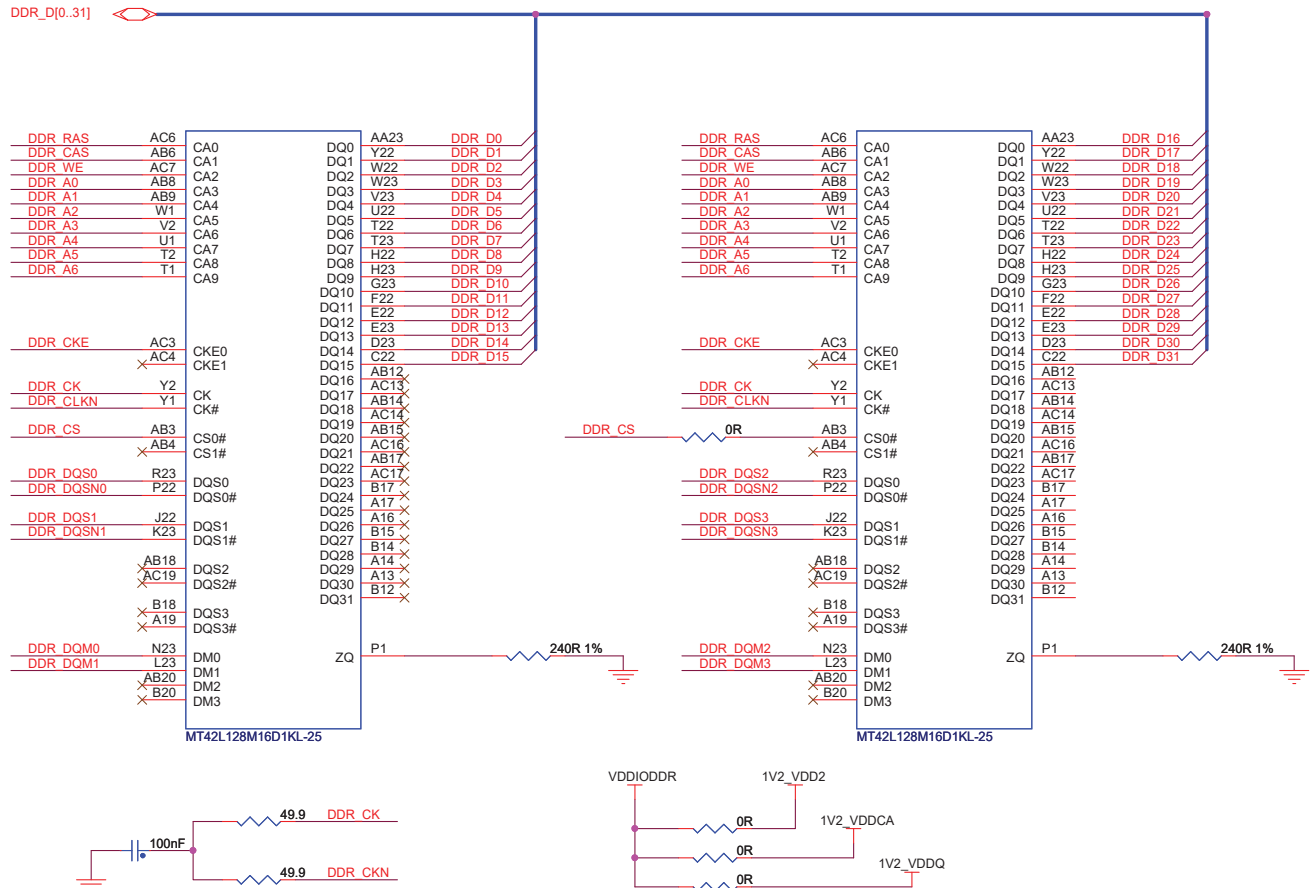 DDR_D[0..31]
DDR_RAS AC6 CA0 DQ0 AA23 DDR_D0
DDR_CAS AB6 CA1 DQ1 Y22 DDR_D1
DDR_WE AC7 CA2 DQ2 W22 DDR_D2
DDR_A0 AB8 CA3 DQ3 W23 DDR_D3
DDR_A1 AB9 CA4 DQ4 V23 DDR_D4
DDR_A2 W1 CA5 DQ5 U22 DDR_D5
DDR_A3 V2 CA6 DQ6 T22 DDR_D6
DDR_A4 U1 CA7 DQ7 T23 DDR_D7
DDR_A5 T2 CA8 DQ8 H22 DDR_D8
DDR_A6 T1 CA9 DQ9 H23 DDR_D9
DQ10 G23 DDR_D10
DQ11 F22 DDR_D11
DQ12 E22 DDR_D12
DQ13 E23 DDR_D13
DDR_CKE AC3 CKE0 DQ14 D23 DDR_D14
AC4 CKE1 DQ15 C22 DDR_D15
DQ16 AB12
DDR_CK Y2 CK DQ17 AC13
DDR_CLKN Y1 CK# DQ18 AB14
DQ19 AC14
DDR_CS AB3 CS0# DQ20 AB15
AB4 CS1# DQ21 AC16
DQ22 AB17
DDR_DQS0 R23 DQS0 DQ23 AC17
DDR_DQSN0 P22 DQS0# DQ24 B17
DQ25 A17
DDR_DQS1 J22 DQS1 DQ26 A16
DDR_DQSN1 K23 DQS1# DQ27 B15
DQ28 B14
AB18 DQS2 DQ29 A14
AC19 DQS2# DQ30 A13
DQ31 B12
B18 DQS3
A19 DQS3#
DDR_DQM0 N23 DM0 ZQ P1 240R 1%
DDR_DQM1 L23 DM1
AB20 DM2
B20 DM3
MT42L128M16D1KL-25
DDR_RAS AC6 CA0 DQ0 AA23 DDR_D16
DDR_CAS AB6 CA1 DQ1 Y22 DDR_D17
DDR_WE AC7 CA2 DQ2 W22 DDR_D18
DDR_A0 AB8 CA3 DQ3 W23 DDR_D19
DDR_A1 AB9 CA4 DQ4 V23 DDR_D20
DDR_A2 W1 CA5 DQ5 U22 DDR_D21
DDR_A3 V2 CA6 DQ6 T22 DDR_D22
DDR_A4 U1 CA7 DQ7 T23 DDR_D23
DDR_A5 T2 CA8 DQ8 H22 DDR_D24
DDR_A6 T1 CA9 DQ9 H23 DDR_D25
DQ10 G23 DDR_D26
DQ11 F22 DDR_D27
DQ12 E22 DDR_D28
DQ13 E23 DDR_D29
DDR_CKE AC3 CKE0 DQ14 D23 DDR_D30
AC4 CKE1 DQ15 C22 DDR_D31
DQ16 AB12
DDR_CK Y2 CK DQ17 AC13
DDR_CLKN Y1 CK# DQ18 AB14
DQ19 AC14
DDR_CS 0R AB3 CS0# DQ20 AB15
AB4 CS1# DQ21 AC16
DQ22 AB17
DDR_DQS2 R23 DQS0 DQ23 AC17
DDR_DQSN2 P22 DQS0# DQ24 B17
DQ25 A17
DDR_DQS3 J22 DQS1 DQ26 A16
DDR_DQSN3 K23 DQS1# DQ27 B15
DQ28 B14
AB18 DQS2 DQ29 A14
AC19 DQS2# DQ30 A13
DQ31 B12
B18 DQS3
A19 DQS3#
DDR_DQM2 N23 DM0 ZQ P1 240R 1%
DDR_DQM3 L23 DM1
AB20 DM2
B20 DM3
MT42L128M16D1KL-25
49.9 DDR_CK
100nF
49.9 DDR_CKN
VDDIODDR 1V2_VDD2
0R 1V2_VDDCA
0R 1V2_VDDQ
0R